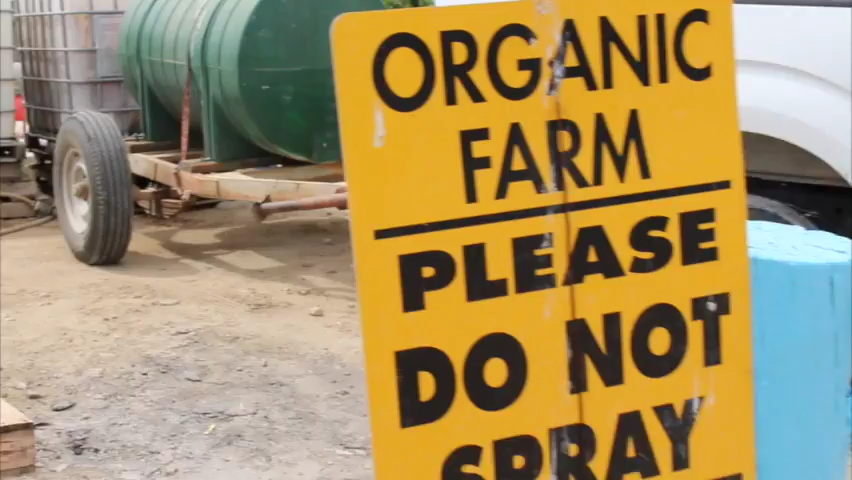 ORGANIC
FARM
PLEASE
DO NOT
SPRAY